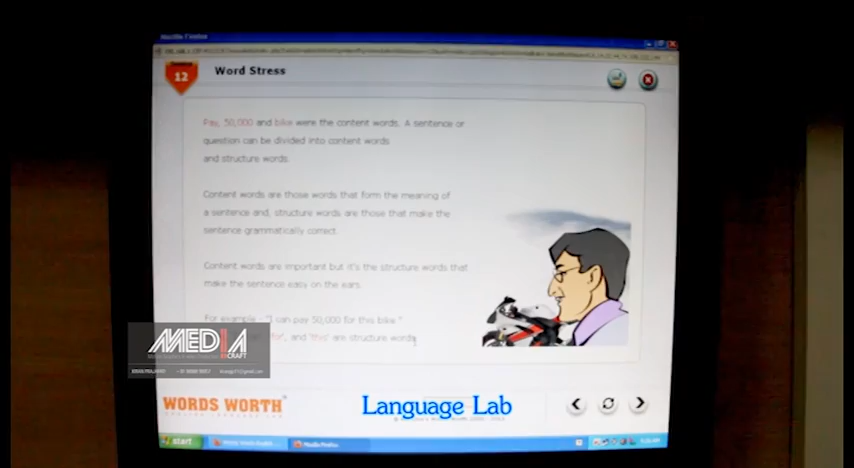 Mozilla Firefox
12
Word Stress
Pay, 50,000 and bike were the content words. A sentence or
question can be divided into content words
and structure words.
Content words are those words that form the meaning of
a sentence and, structure words are those that make the
sentence grammatically correct.
Content words are important but it's the structure words that
make the sentence easy on the ears.
For example - "I can pay 50,000 for this bike."
'for', and 'this' are structure words.
MEDIA
CRAFT
WORDS WORTH
Language Lab
start
Mozilla Firefox